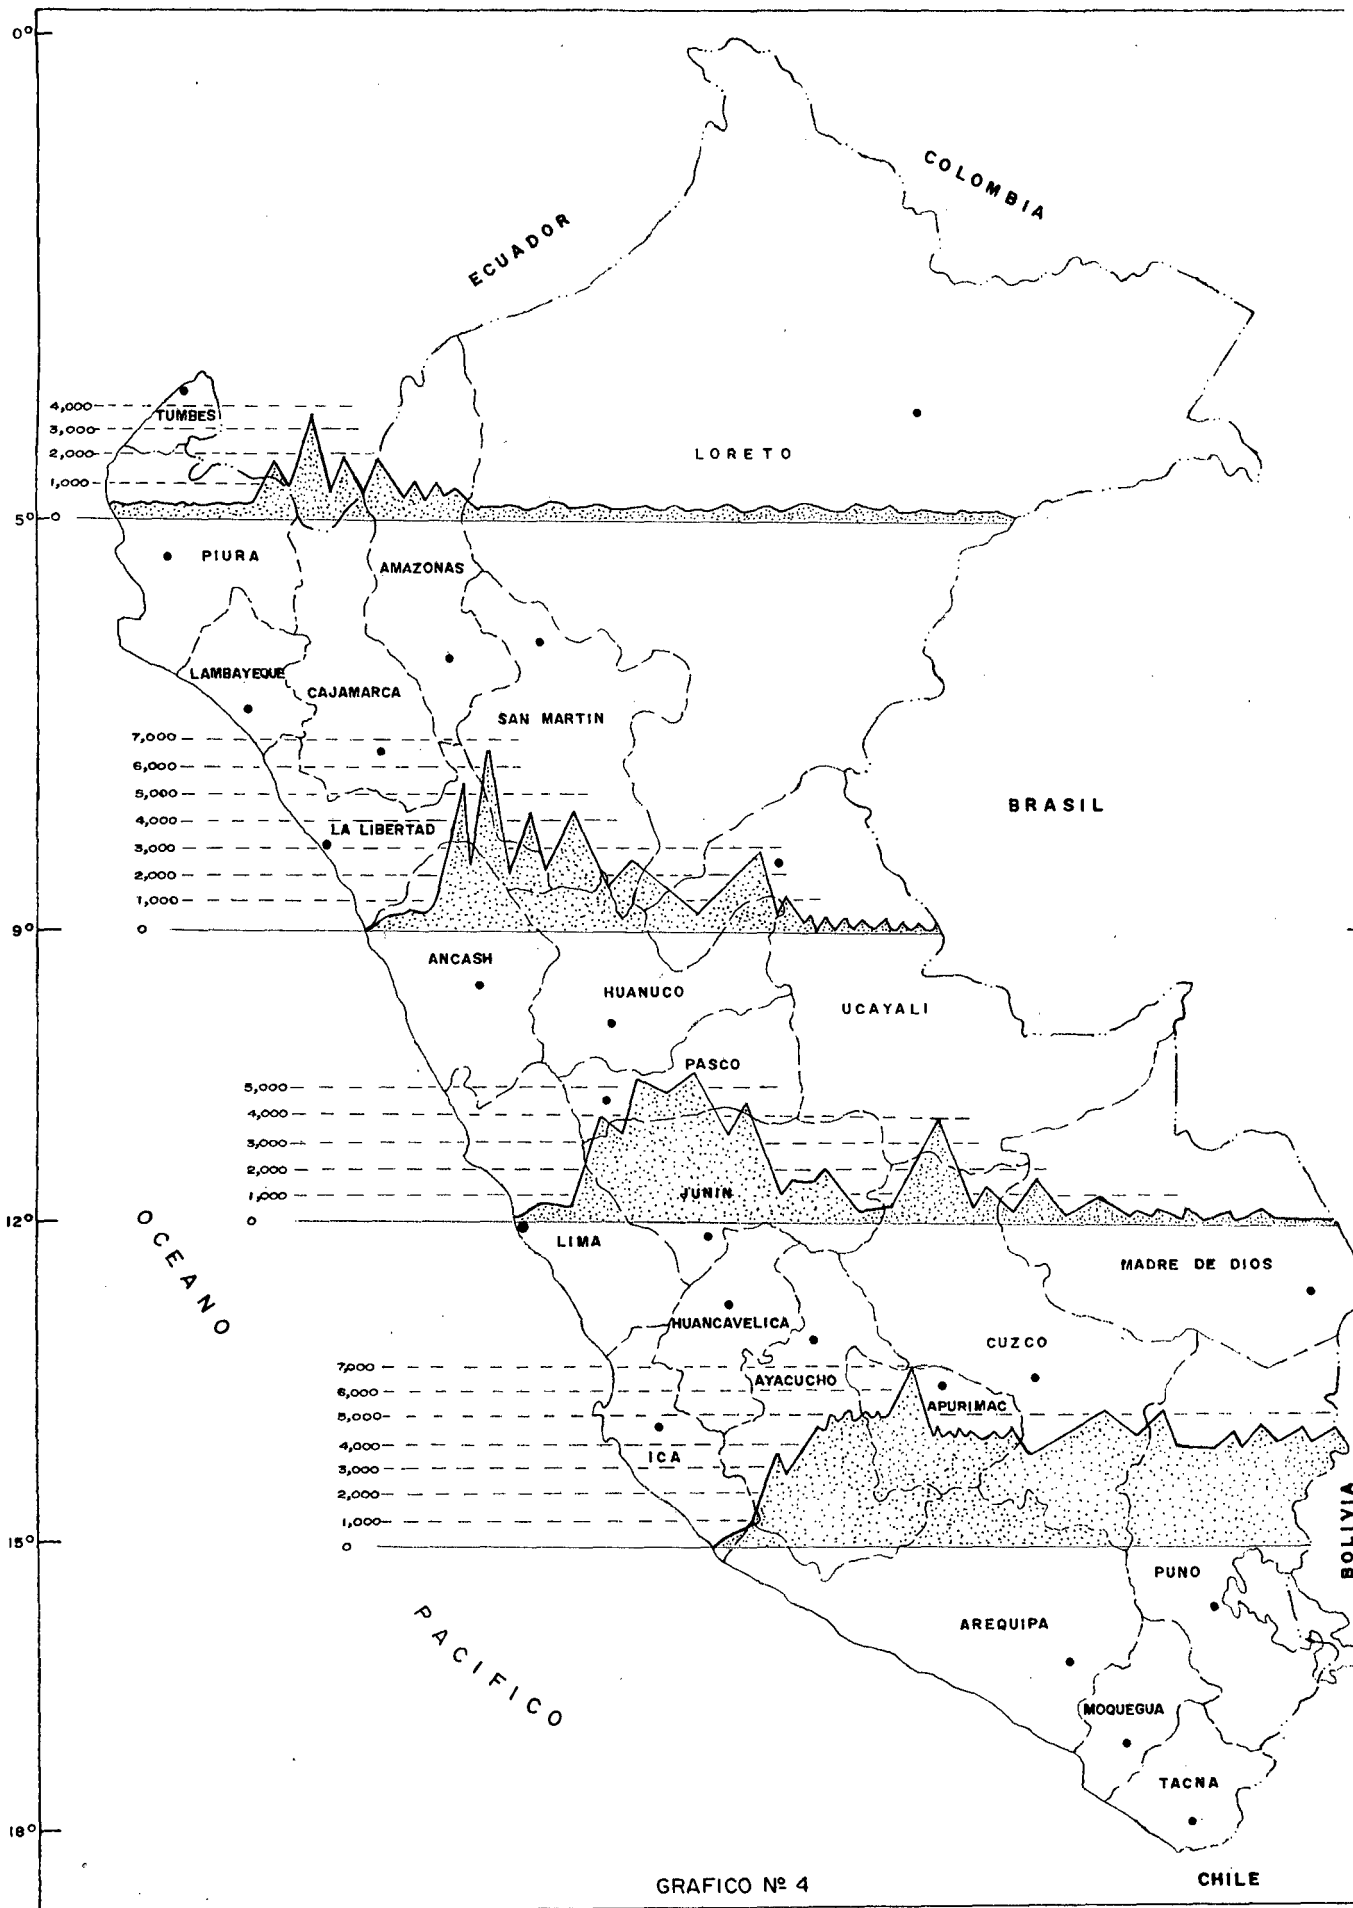 0°
COLOMBIA
ECUADOR
4,000
TUMBES
3,000
2,000
LORETO
1,000
5° 0
PIURA
AMAZONAS
LAMBAYEQUE
CAJAMARCA
SAN MARTIN
7,000
6,000
5,000
BRASIL
4,000
LA LIBERTAD
3,000
2,000
1,000
9° 0
ANCASH
HUANUCO
UCAYALI
PASCO
5,000
4,000
3,000
2,000
1,000
JUNIN
12° 0
OCEANO
LIMA
MADRE DE DIOS
HUANCAVELICA
CUZCO
7,000
AYACUCHO
6,000
APURIMAC
5,000
4,000
ICA
3,000
2,000
1,000
15° 0
BOLIVIA
PUNO
PACIFICO
AREQUIPA
MOQUEGUA
TACNA
18°
CHILE
GRAFICO Nº 4